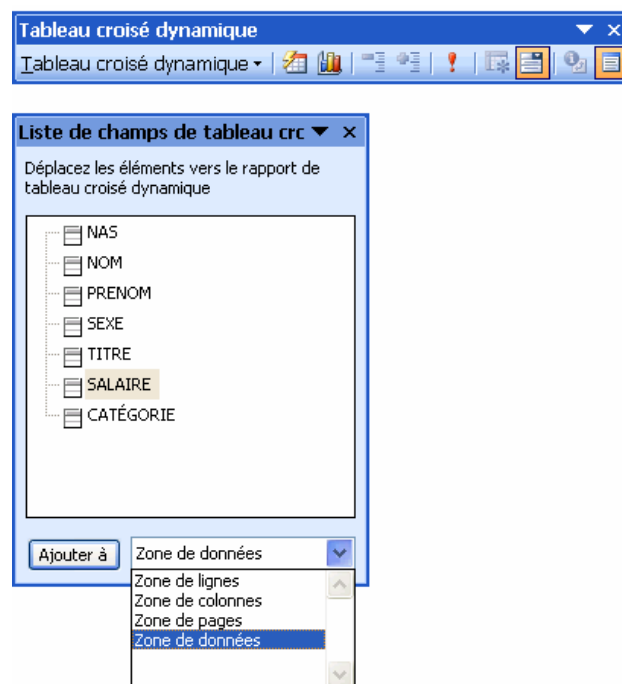 Tableau croisé dynamique
Tableau croisé dynamique
Liste de champs de tableau crc
Déplacez les éléments vers le rapport de
tableau croisé dynamique
NAS
NOM
PRENOM
SEXE
TITRE
SALAIRE
CATÉGORIE
Ajouter à
Zone de données
Zone de lignes
Zone de colonnes
Zone de pages
Zone de données